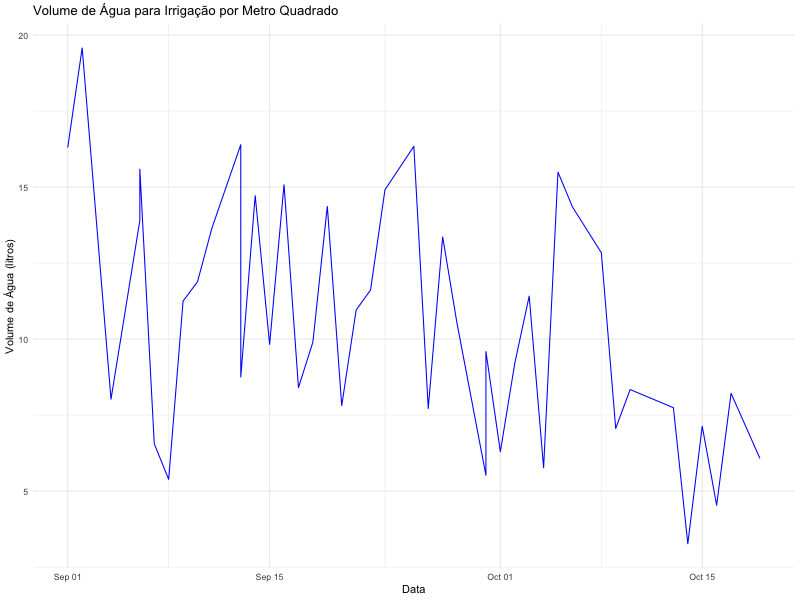 Volume de Água para Irrigação por Metro Quadrado
Volume de Água (litros)
20
15
10
5
Sep 01
Sep 15
Oct 01
Oct 15
Data